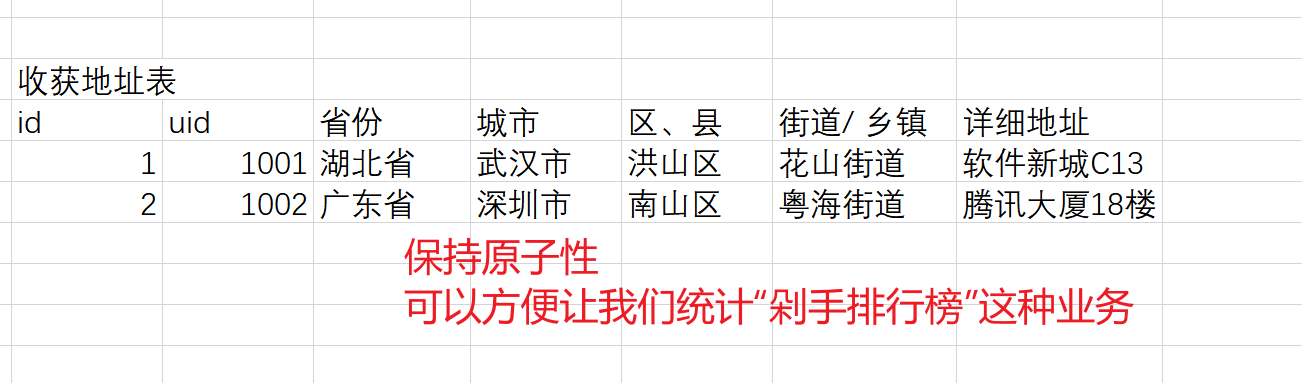 收获地址表
id uid 省份 城市 区、县 街道/ 乡镇 详细地址
1 1001 湖北省 武汉市 洪山区 花山街道 软件新城C13
2 1002 广东省 深圳市 南山区 粤海街道 腾讯大厦18楼
保持原子性
可以方便让我们统计“剁手排行榜”这种业务